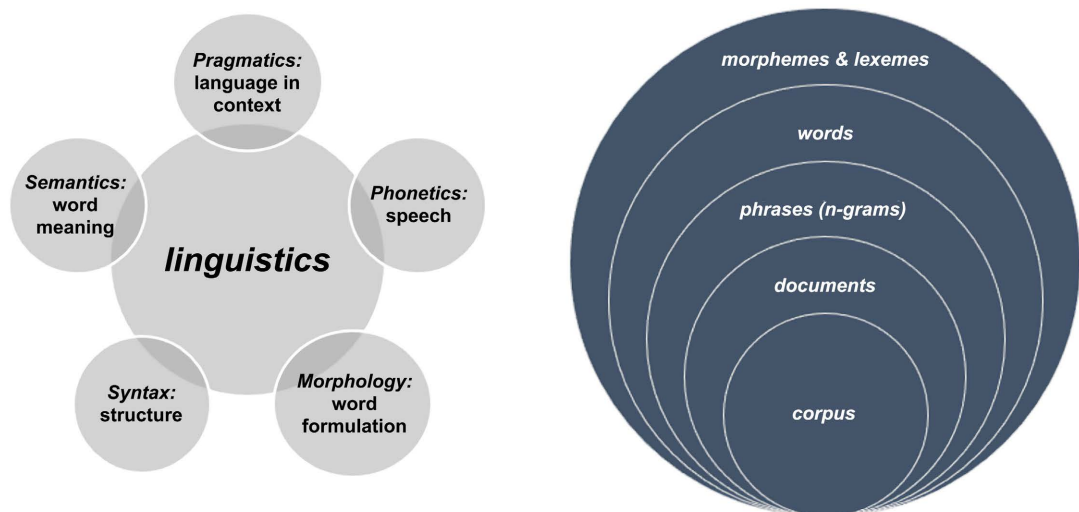 Pragmatics:
language in
context
Semantics:
word
meaning
Phonetics:
speech
linguistics
Syntax:
structure
Morphology:
word
formulation
morphemes & lexemes
words
phrases (n-grams)
documents
corpus